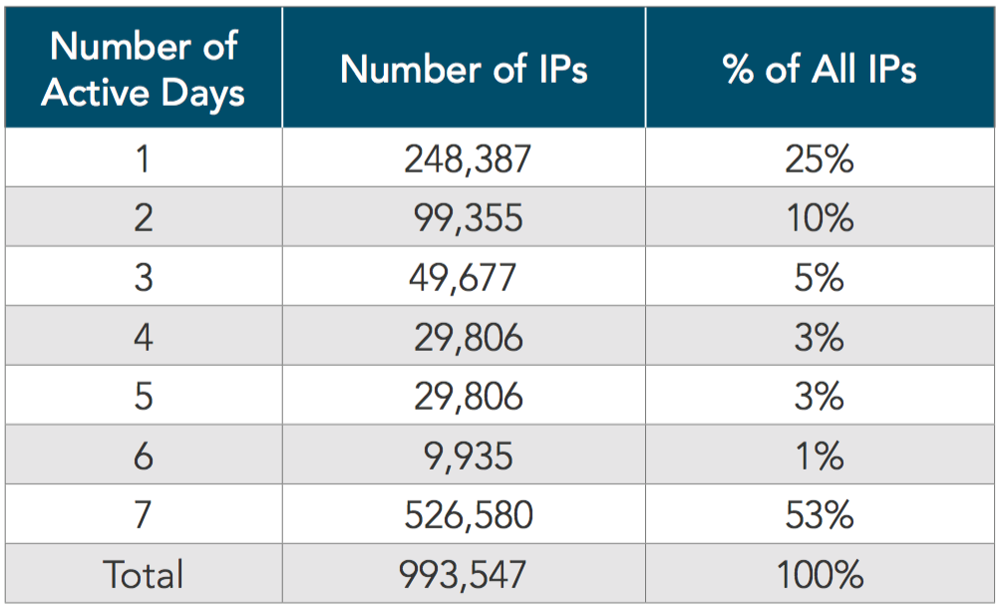 Number of Active Days Number of IPs % of All IPs
1 248,387 25%
2 99,355 10%
3 49,677 5%
4 29,806 3%
5 29,806 3%
6 9,935 1%
7 526,580 53%
Total 993,547 100%